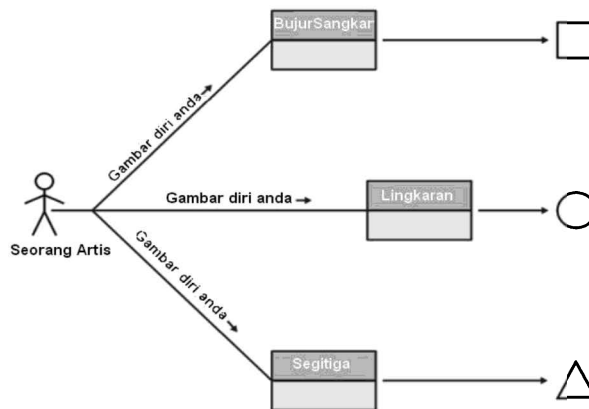 BujurSangkar
Gambar diri anda→
Gambar diri anda →
Lingkaran
Seorang Artis
Gambar diri anda→
Segitiga